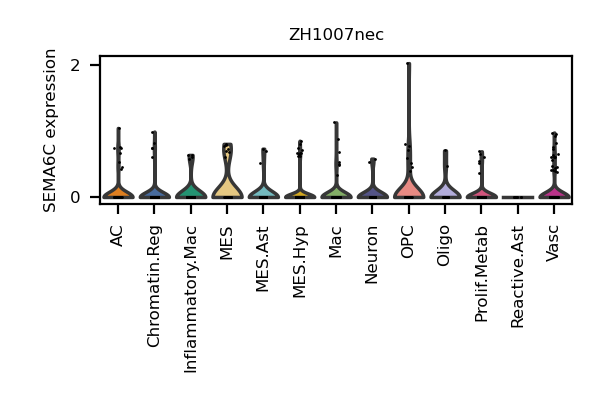 ZH1007nec
SEMA6C expression
2
0
AC
Chromatin.Reg
Inflammatory.Mac
MES
MES.Ast
MES.Hyp
Mac
Neuron
OPC
Oligo
Prolif.Metab
Reactive.Ast
Vasc